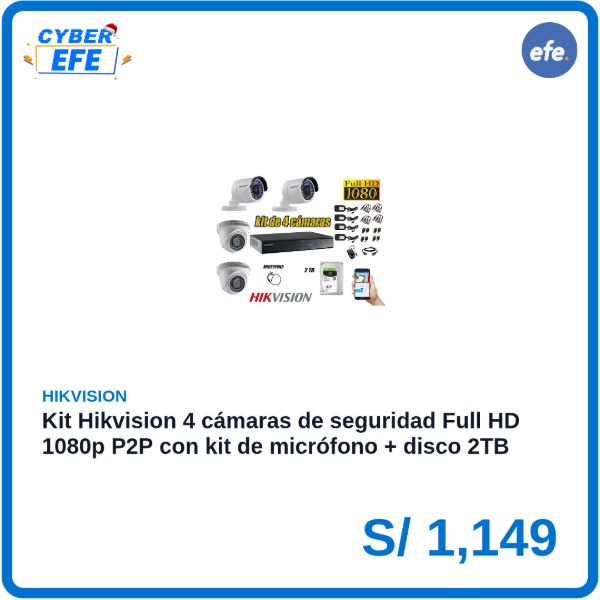 CYBER
EFE
efe.
Full HD
1080
kit de 4 cámaras
MICROFONO
2 TB
HIKVISION
HIKVISION
Kit Hikvision 4 cámaras de seguridad Full HD
1080p P2P con kit de micrófono + disco 2TB
S/ 1,149